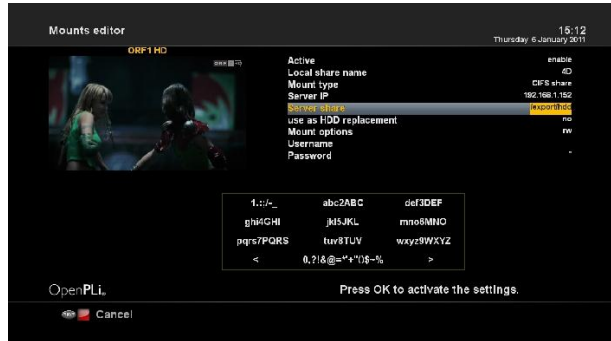 Mounts editor
15:12
Thursday 6 January 2011
ORF1 HD
Active enable
Local share name 4D
Mount type CIFS share
Server IP 192.168.1.152
Server share /export/hdd
use as HDD replacement no
Mount options rw
Username
Password
1.:;/-_ abc2ABC def3DEF
ghi4GHI jkl5JKL mno6MNO
pqrs7PQRS tuv8TUV wxyz9WXYZ
< >
OpenPLi®
Press OK to activate the settings.
Cancel